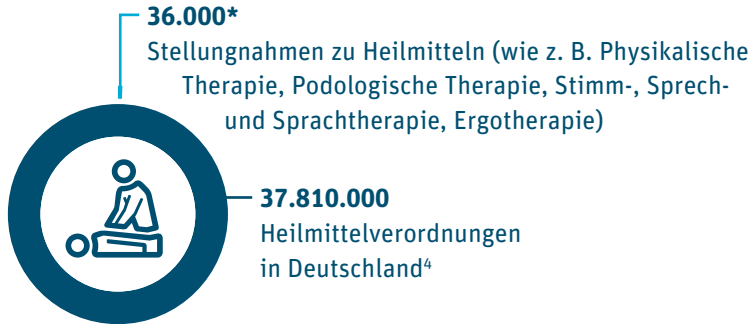 36.000*
Stellungnahmen zu Heilmitteln (wie z. B. Physikalische
Therapie, Podologische Therapie, Stimm-, Sprech-
und Sprachtherapie, Ergotherapie)
37.810.000
Heilmittelverordnungen
in Deutschland⁴